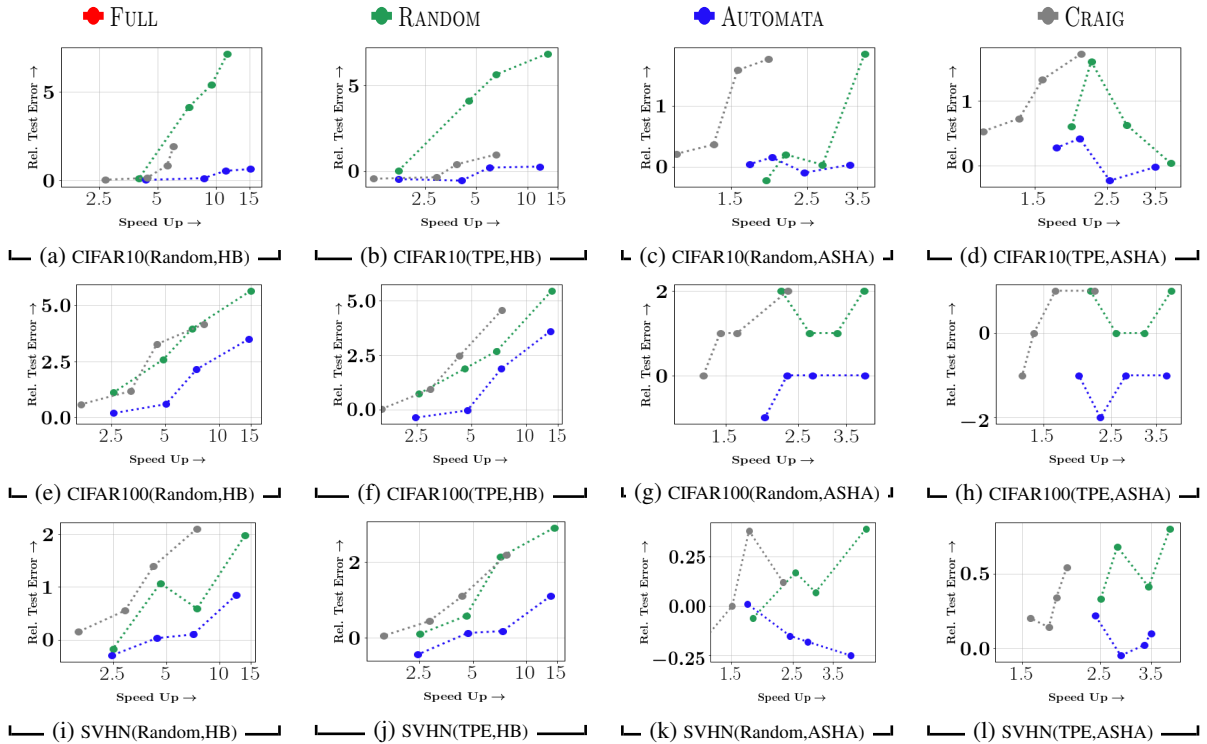 FULL RANDOM AUTOMATA CRAIG
Rel. Test Error → 5 0 2.5 5 10 15 Speed Up →
Rel. Test Error → 5 0 2.5 5 10 15 Speed Up →
Rel. Test Error → 1 0 1.5 2.5 3.5 Speed Up →
Rel. Test Error → 1 0 1.5 2.5 3.5 Speed Up →
(a) CIFAR10(Random,HB) (b) CIFAR10(TPE,HB) (c) CIFAR10(Random,ASHA) (d) CIFAR10(TPE,ASHA)
Rel. Test Error → 5.0 2.5 0.0 2.5 5 10 15 Speed Up →
Rel. Test Error → 5.0 2.5 0.0 2.5 5 10 15 Speed Up →
Rel. Test Error → 2 0 1.5 2.5 3.5 Speed Up →
Rel. Test Error → 0 −2 1.5 2.5 3.5 Speed Up →
(e) CIFAR100(Random,HB) (f) CIFAR100(TPE,HB) (g) CIFAR100(Random,ASHA) (h) CIFAR100(TPE,ASHA)
Rel. Test Error → 2 1 0 2.5 5 10 15 Speed Up →
Rel. Test Error → 2 0 2.5 5 10 15 Speed Up →
Rel. Test Error → 0.25 0.00 −0.25 1.5 2.5 3.5 Speed Up →
Rel. Test Error → 0.5 0.0 1.5 2.5 3.5 Speed Up →
(i) SVHN(Random,HB) (j) SVHN(TPE,HB) (k) SVHN(Random,ASHA) (l) SVHN(TPE,ASHA)